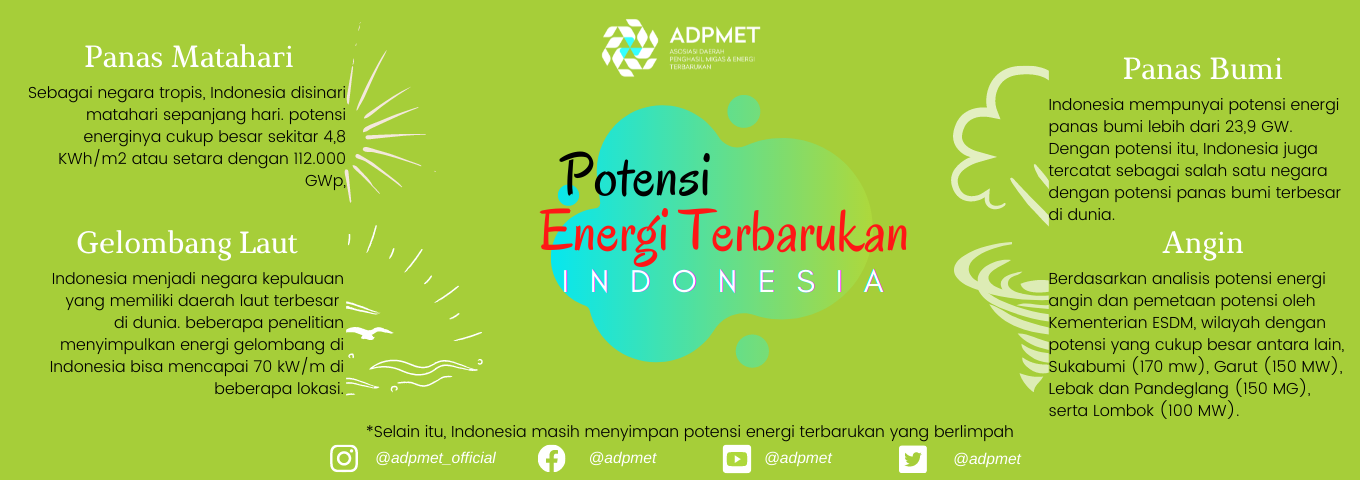 ADPMET
ASOSIASI DAERAH
PENGHASIL MIGAS & ENERGI
TERBARUKAN
Panas Matahari
Sebagai negara tropis, Indonesia disinari
matahari sepanjang hari. potensi
energinya cukup besar sekitar 4,8
KWh/m2 atau setara dengan 112.000
GWp,
Gelombang Laut
Indonesia menjadi negara kepulauan
yang memiliki daerah laut terbesar
di dunia. beberapa penelitian
menyimpulkan energi gelombang di
Indonesia bisa mencapai 70 kW/m di
beberapa lokasi.
Potensi
Energi Terbarukan
INDONESIA
Panas Bumi
Indonesia mempunyai potensi energi
panas bumi lebih dari 23,9 GW.
Dengan potensi itu, Indonesia juga
tercatat sebagai salah satu negara
dengan potensi panas bumi terbesar
di dunia.
Angin
Berdasarkan analisis potensi energi
angin dan pemetaan potensi oleh
Kementerian ESDM, wilayah dengan
potensi yang cukup besar antara lain,
Sukabumi (170 mw), Garut (150 MW),
Lebak dan Pandeglang (150 MG),
serta Lombok (100 MW).
*Selain itu, Indonesia masih menyimpan potensi energi terbarukan yang berlimpah
@adpmet_official
@adpmet
@adpmet
@adpmet